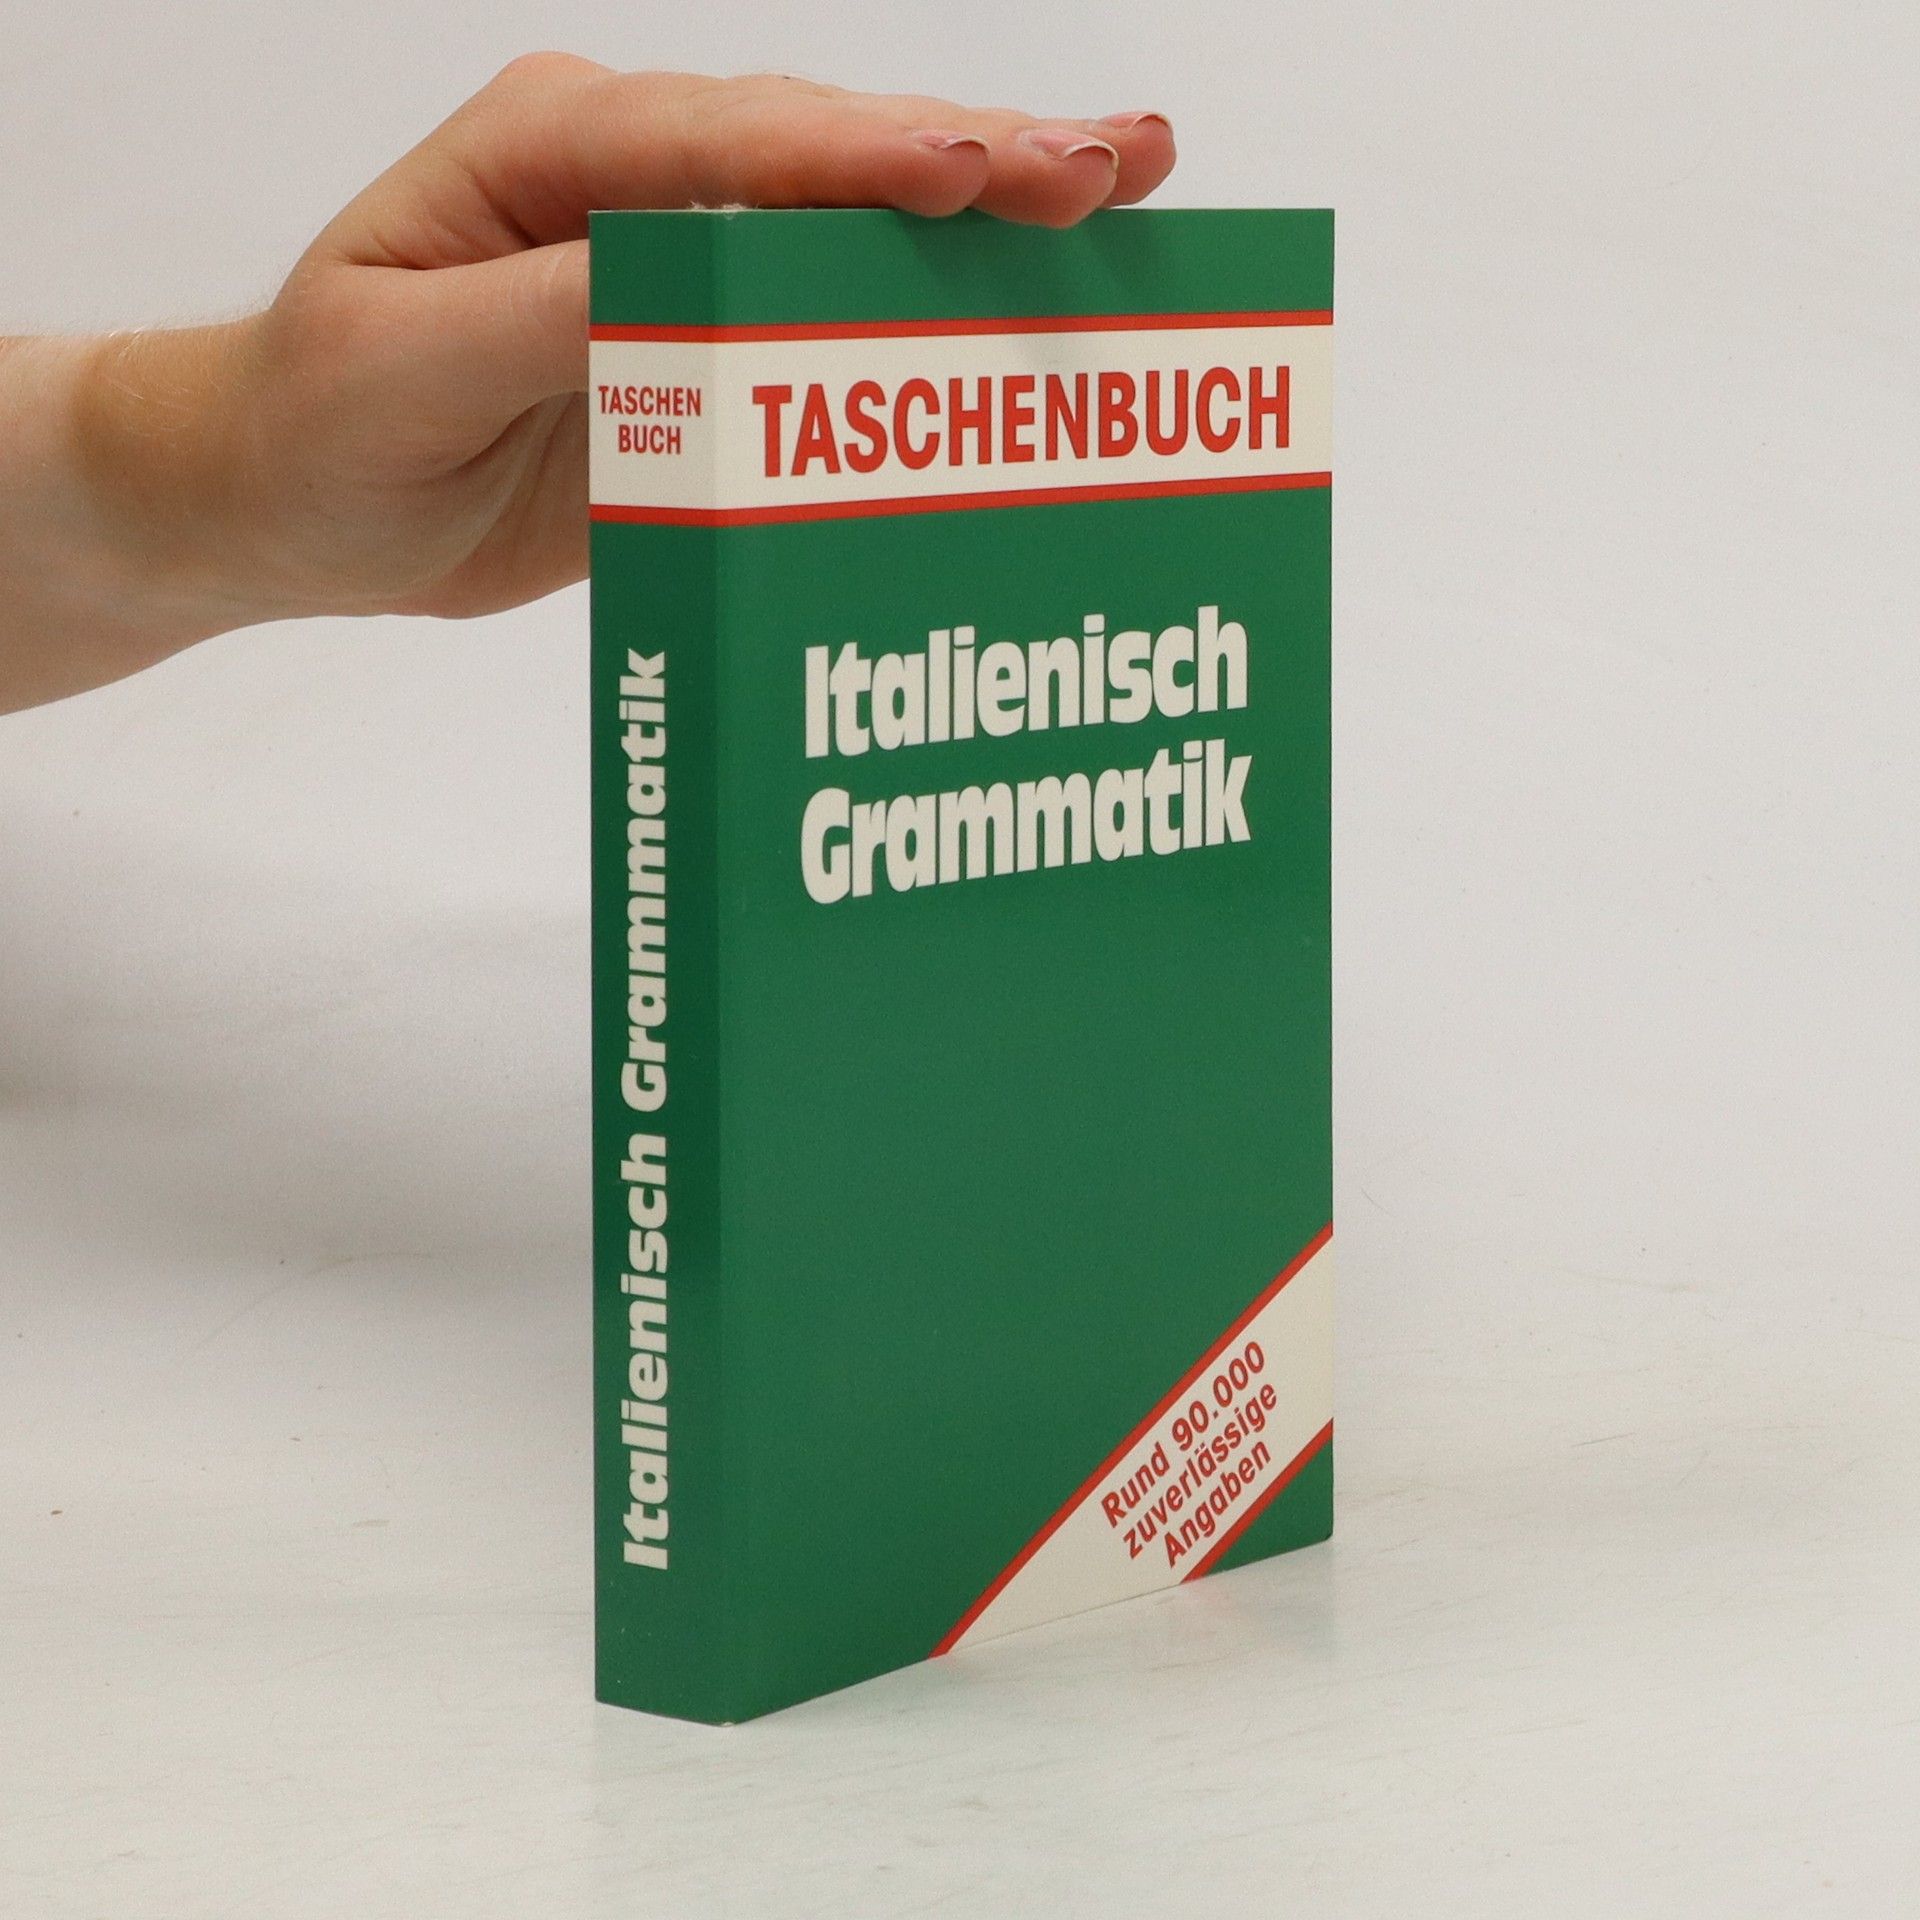 TASCHEN
BUCH
Italienisch Grammatik
TASCHENBUCH
Italienisch
Grammatik
Rund 90.000
zuverlässige
Angaben